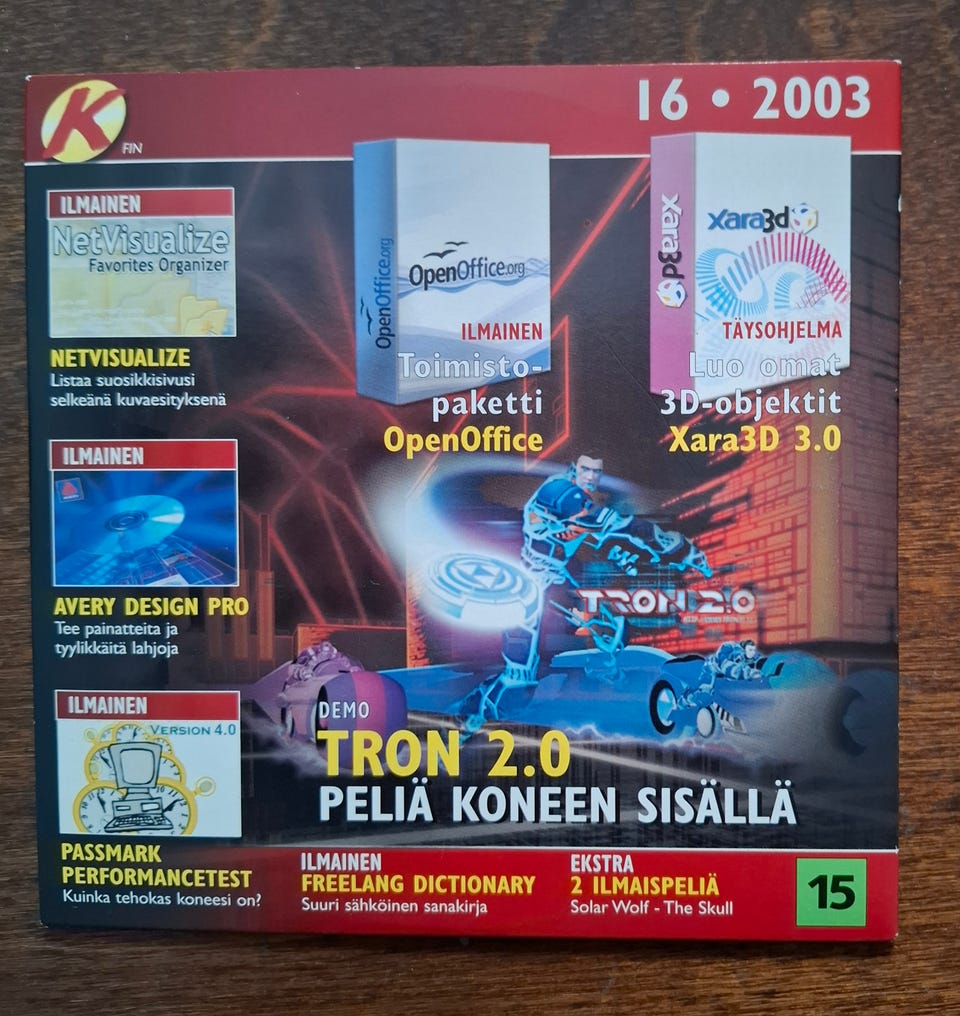 K
FIN
16 • 2003
ILMAINEN
NetVisualize
Favorites Organizer
NETVISUALIZE
Listaa suosikkisivusi
selkeänä kuvaesityksenä
OpenOffice.org
OpenOffice.org
ILMAINEN
Toimisto-
paketti
OpenOffice
xara3d
xara3d
TÄYSOHJELMA
Luo omat
3D-objektit
Xara3D 3.0
ILMAINEN
AVERY DESIGN PRO
Tee painatteita ja
tyylikkäitä lahjoja
TRON 2.0
ILMAINEN
VERSION 4.0
PASSMARK
PERFORMANCETEST
Kuinka tehokas koneesi on?
DEMO
TRON 2.0
PELIÄ KONEEN SISÄLLÄ
ILMAINEN
FREELANG DICTIONARY
Suuri sähköinen sanakirja
EKSTRA
2 ILMAISPELIÄ
Solar Wolf - The Skull
15